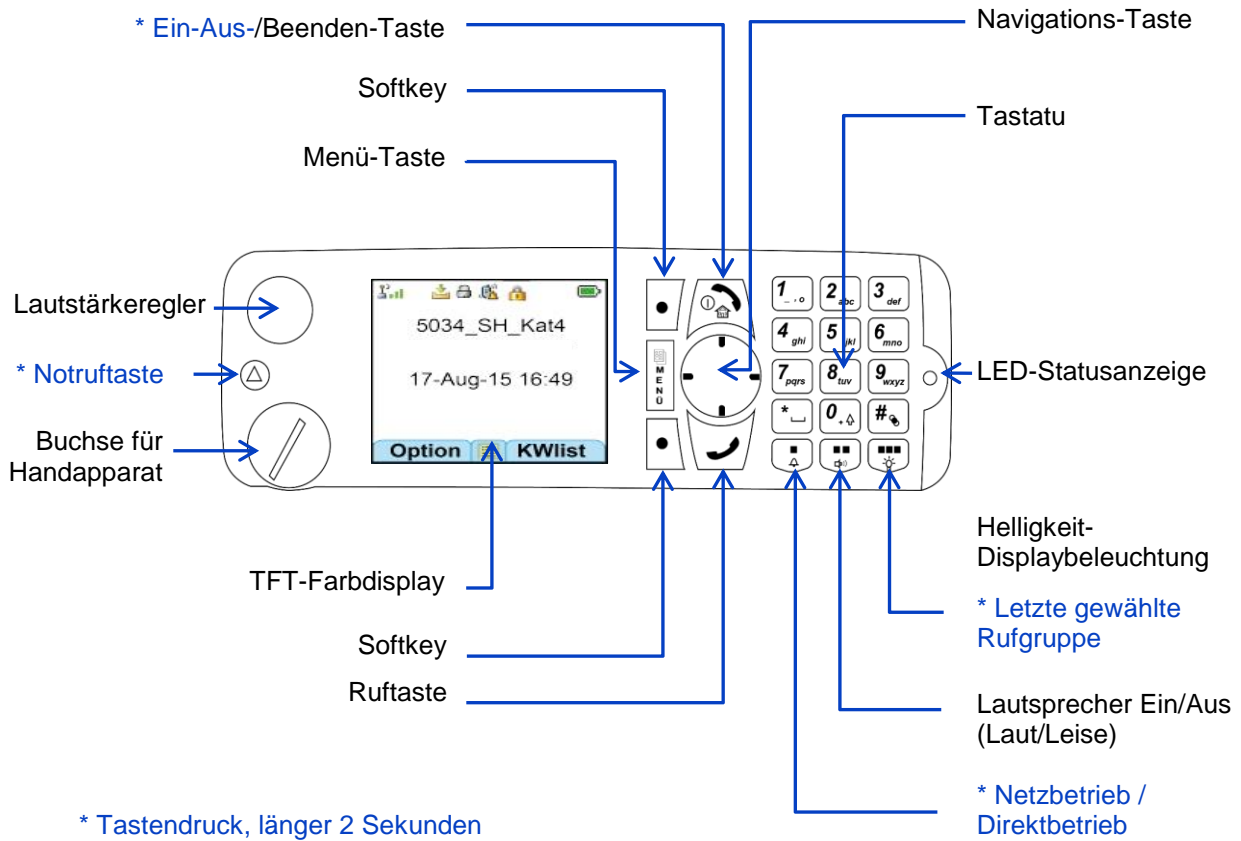 * Ein-Aus-/Beenden-Taste
Navigations-Taste
Softkey
Tastatu
Menü-Taste
Lautstärkeregler
* Notruftaste
Buchse für
Handapparat
5034_SH_Kat4
17-Aug-15 16:49
Option KWlist
MENÜ
1 _ . o
2 abc
3 def
4 ghi
5 jkl
6 mno
7 pqrs
8 tuv
9 wxyz
*
0 +
#
LED-Statusanzeige
TFT-Farbdisplay
Softkey
Ruftaste
Helligkeit-
Displaybeleuchtung
* Letzte gewählte
Rufgruppe
Lautsprecher Ein/Aus
(Laut/Leise)
* Netzbetrieb /
Direktbetrieb
* Tastendruck, länger 2 Sekunden